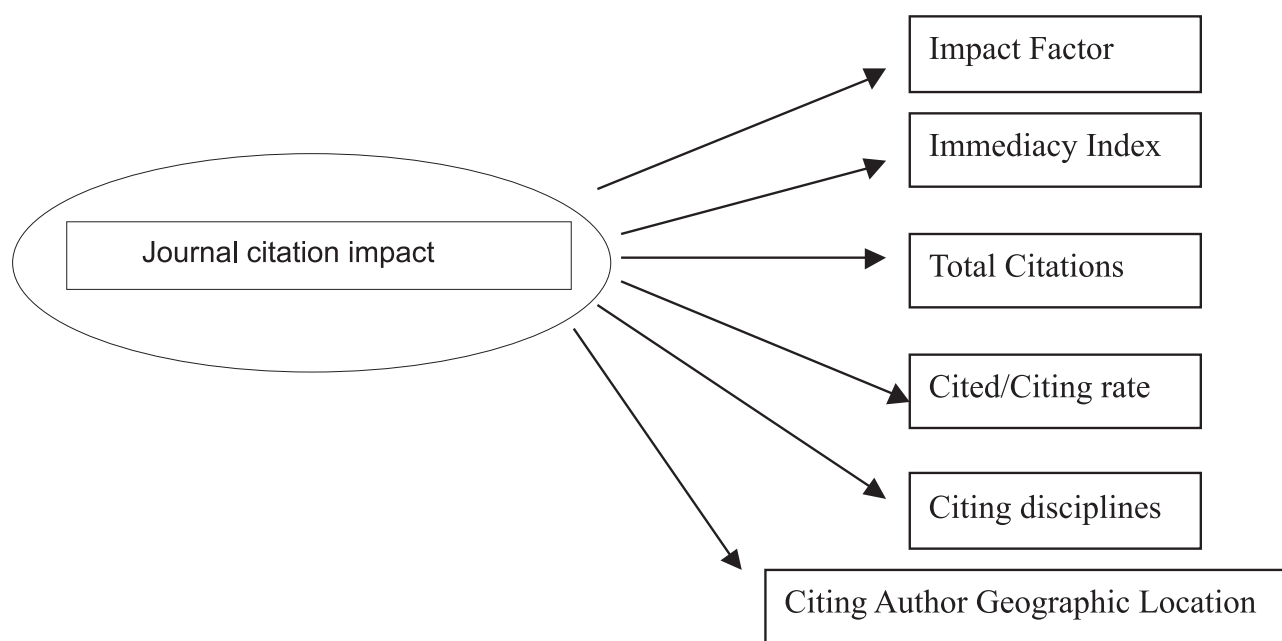 Impact Factor
Immediacy Index
Journal citation impact
Total Citations
Cited/Citing rate
Citing disciplines
Citing Author Geographic Location